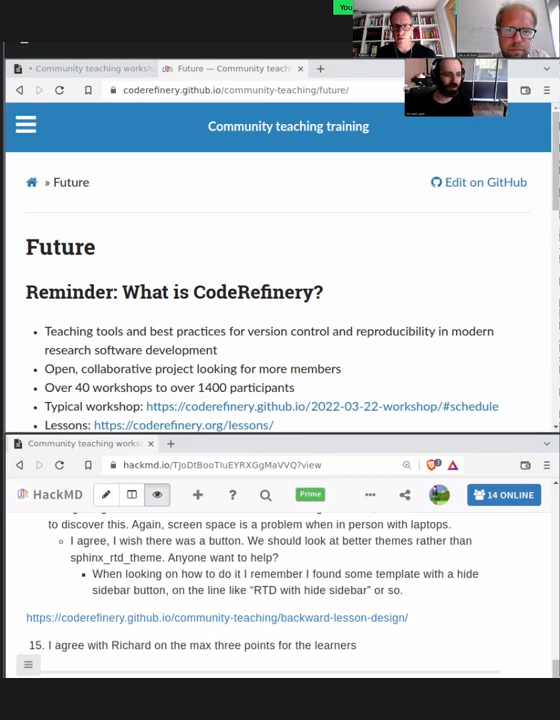 You
Community teaching worksh
Future — Community teach
coderefinery.github.io/community-teaching/future/
Community teaching training
» Future
Edit on GitHub
Future
Reminder: What is CodeRefinery?
Teaching tools and best practices for version control and reproducibility in modern
research software development
Open, collaborative project looking for more members
Over 40 workshops to over 1400 participants
Typical workshop: https://coderefinery.github.io/2022-03-22-workshop/#schedule
Lessons: https://coderefinery.org/lessons/
Community teaching works
hackmd.io/TJoDtBooTIuEYRXGgMaVVQ?view
HackMD
Prime
14 ONLINE
to discover this. Again, screen space is a problem when in person with laptops.
I agree, I wish there was a button. We should look at better themes rather than
sphinx_rtd_theme. Anyone want to help?
When looking on how to do it I remember I found some template with a hide
sidebar button, on the line like “RTD with hide sidebar” or so.
https://coderefinery.github.io/community-teaching/backward-lesson-design/
15. I agree with Richard on the max three points for the learners